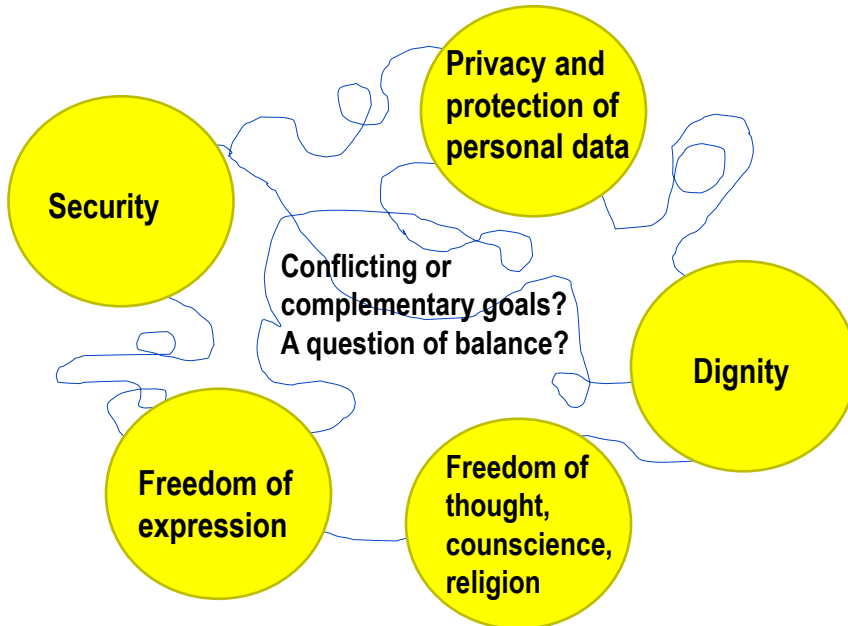 Privacy and
protection of
personal data
Security
Conflicting or
complementary goals?
A question of balance?
Dignity
Freedom of
expression
Freedom of
thought,
counscience,
religion